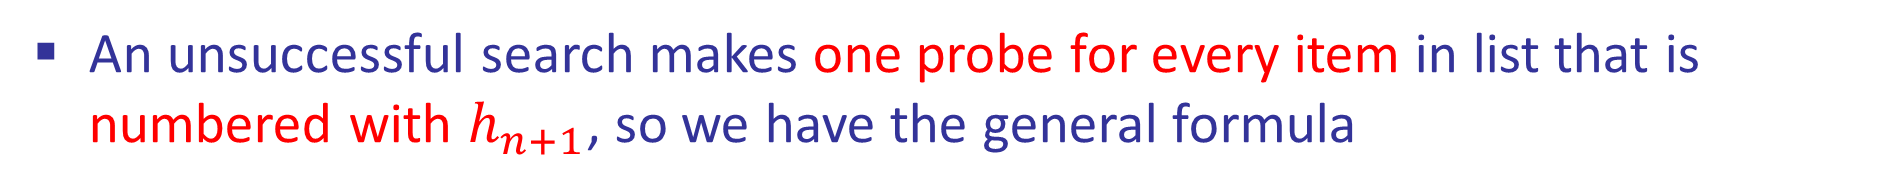 ▪ An unsuccessful search makes one probe for every item in list that is
numbered with $h_{n+1}$, so we have the general formula